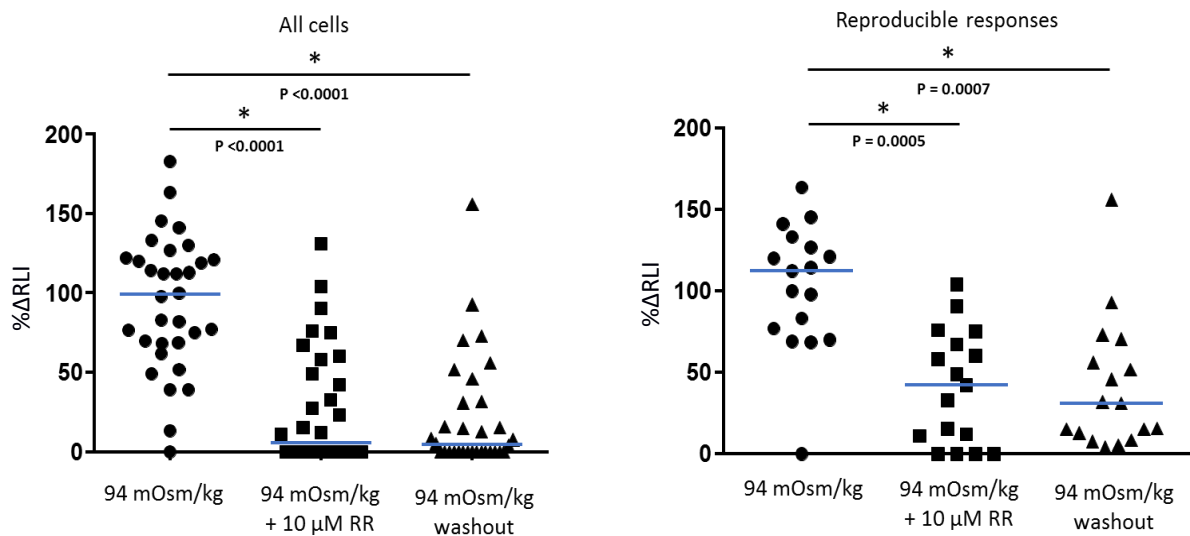 All cells
*
P <0.0001
*
P <0.0001
200
150
100
50
0
%ΔRLI
94 mOsm/kg
94 mOsm/kg
+ 10 µM RR
94 mOsm/kg
washout
Reproducible responses
*
P = 0.0007
*
P = 0.0005
200
150
100
50
0
%ΔRLI
94 mOsm/kg
94 mOsm/kg
+ 10 µM RR
94 mOsm/kg
washout